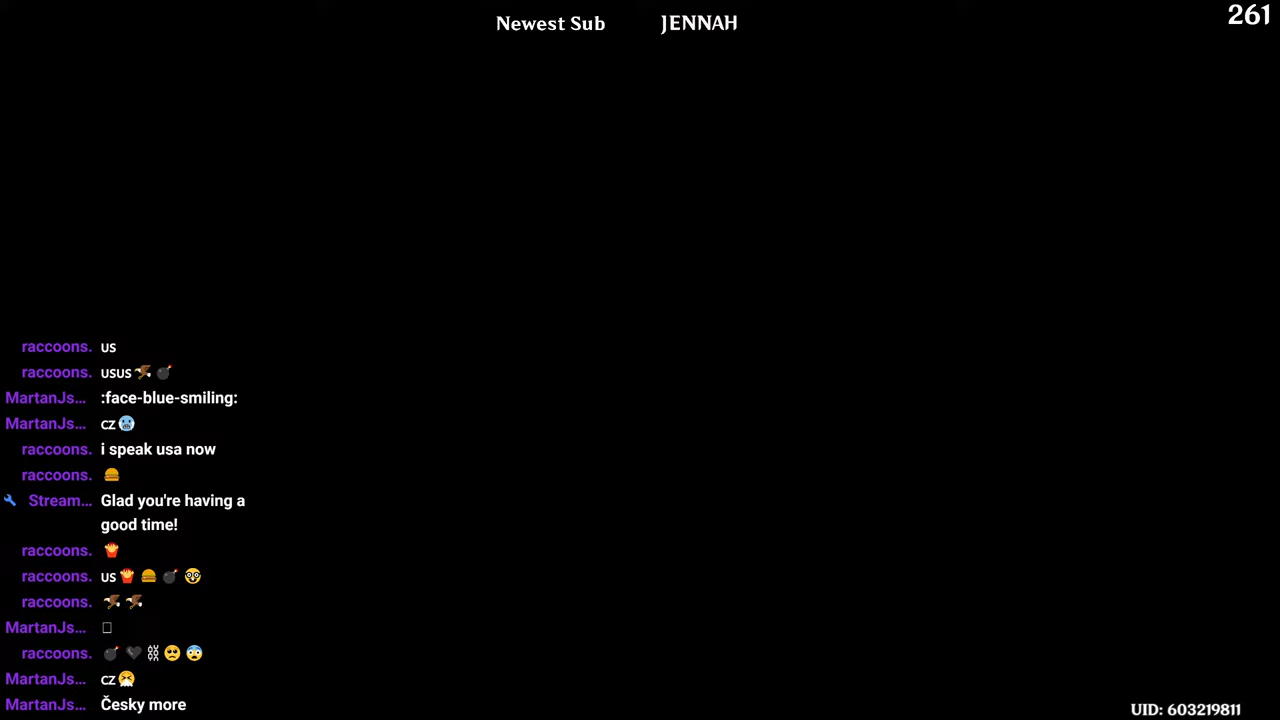 Newest Sub JENNAH
261
raccoons. us
raccoons. usus🦅💣
MartanJs... :face-blue-smiling:
MartanJs... cz🥶
raccoons. i speak usa now
raccoons. 🍔
Stream... Glad you're having a
good time!
raccoons. 🍟
raccoons. us🍟🍔💣🥸
raccoons. 🦅🦅
MartanJs... □
raccoons. 💣🖤⛓️🥺😨
MartanJs... cz🤧
MartanJs... Česky more
UID: 603219811